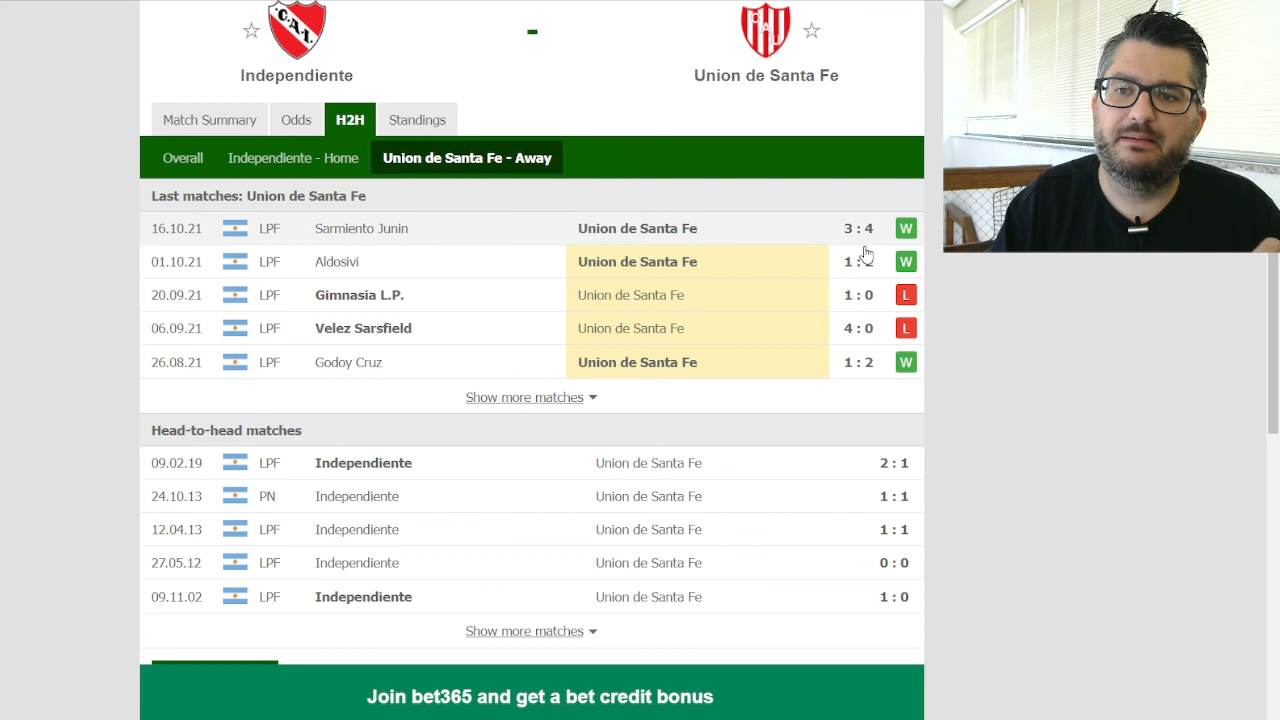 C.A.I.
CAU
-
Independiente
Union de Santa Fe
Match Summary Odds H2H Standings
Overall Independiente - Home Union de Santa Fe - Away
Last matches: Union de Santa Fe
16.10.21 LPF Sarmiento Junin Union de Santa Fe 3 : 4 W
01.10.21 LPF Aldosivi Union de Santa Fe 1 : 2 W
20.09.21 LPF Gimnasia L.P. Union de Santa Fe 1 : 0 L
06.09.21 LPF Velez Sarsfield Union de Santa Fe 4 : 0 L
26.08.21 LPF Godoy Cruz Union de Santa Fe 1 : 2 W
Show more matches
Head-to-head matches
09.02.19 LPF Independiente Union de Santa Fe 2 : 1
24.10.13 PN Independiente Union de Santa Fe 1 : 1
12.04.13 LPF Independiente Union de Santa Fe 1 : 1
27.05.12 LPF Independiente Union de Santa Fe 0 : 0
09.11.02 LPF Independiente Union de Santa Fe 1 : 0
Show more matches
Join bet365 and get a bet credit bonus